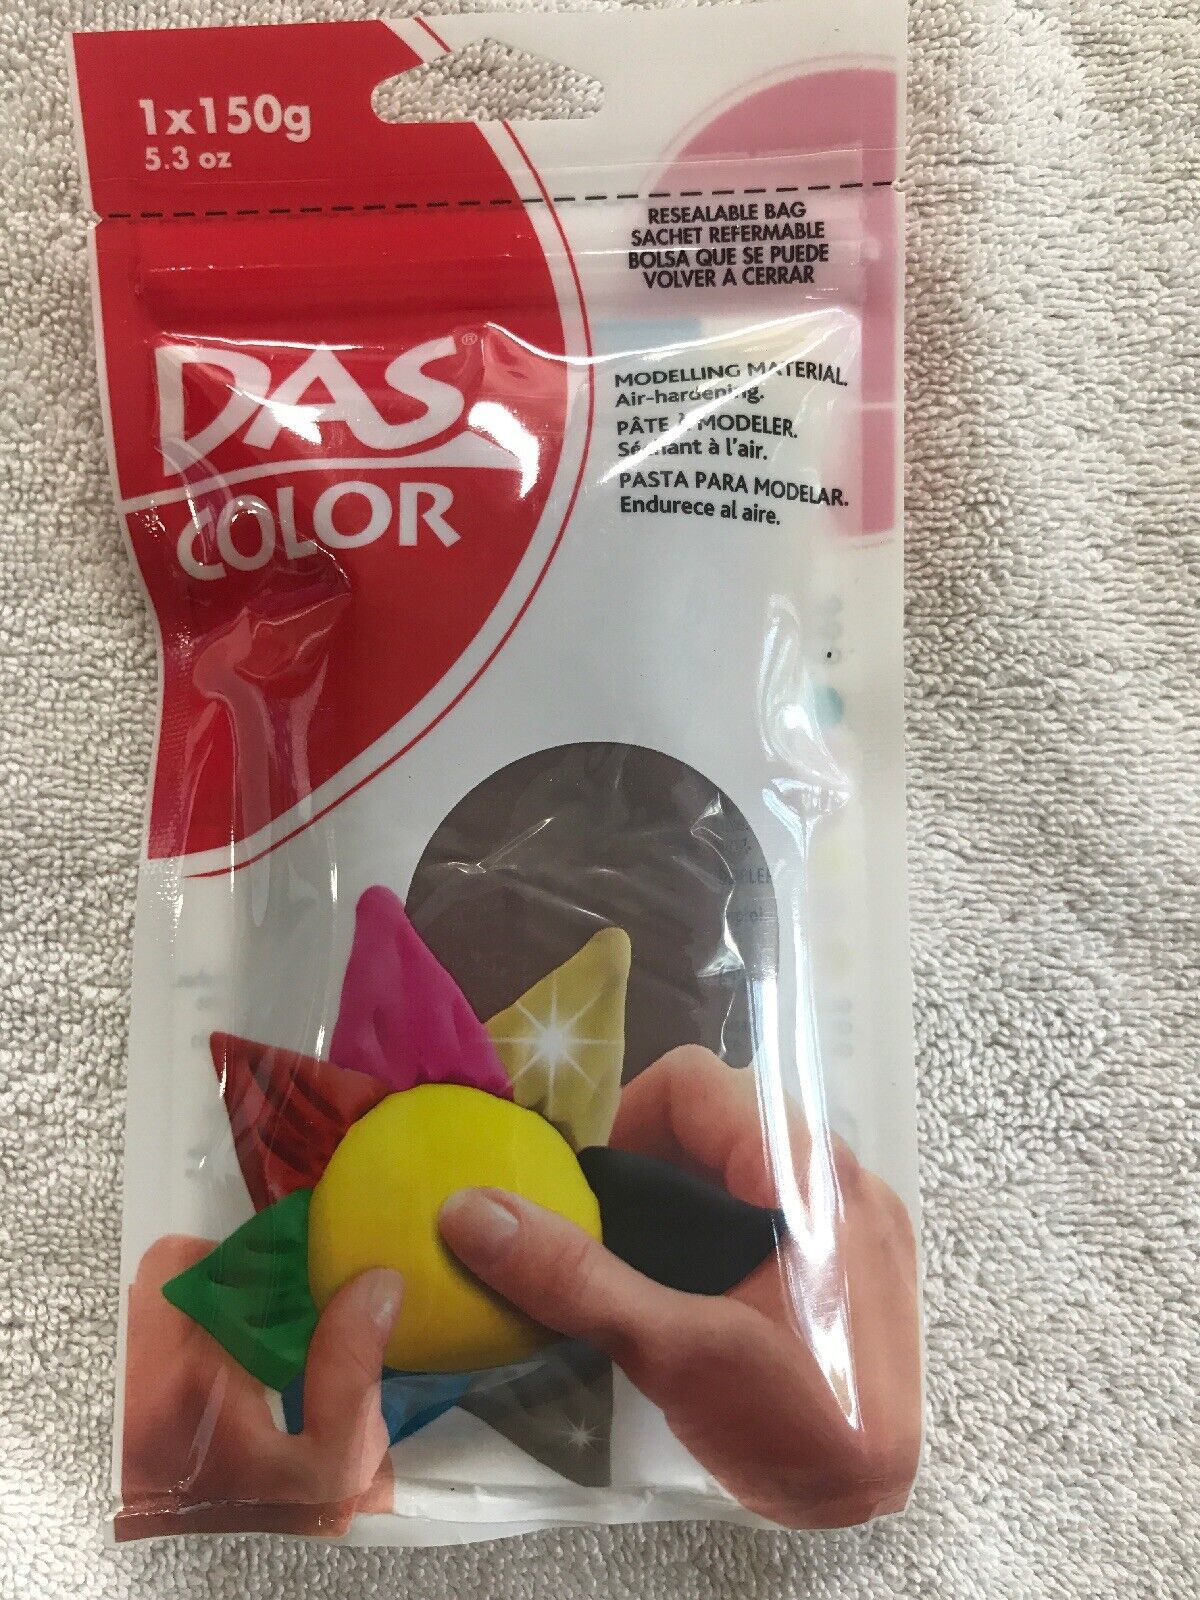 1x150g
5.3 oz
RESEALABLE BAG
SACHET REFERMABLE
BOLSA QUE SE PUEDE
VOLVER A CERRAR
DAS®
COLOR
MODELLING MATERIAL.
Air-hardening.
PÂTE À MODELER.
Séchant à l'air.
PASTA PARA MODELAR.
Endurece al aire.